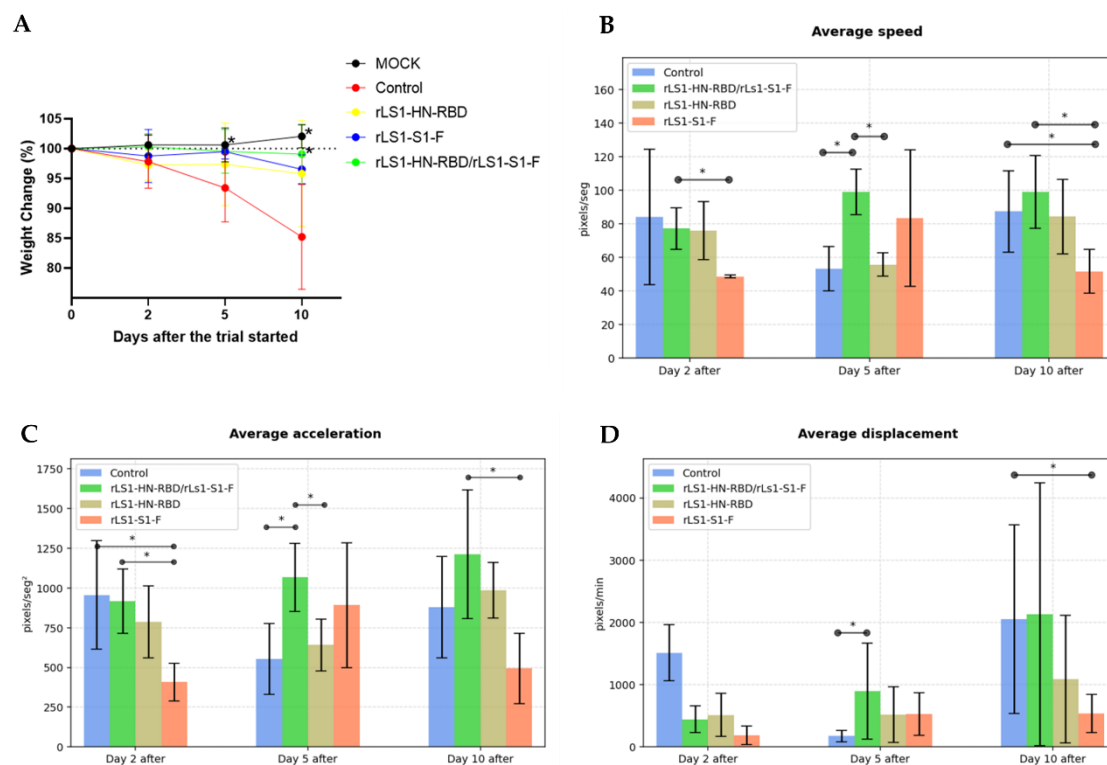 A
MOCK
Control
rLS1-HN-RBD
rLS1-S1-F
rLS1-HN-RBD/rLS1-S1-F
Weight Change (%)
105
100
95
90
85
80
* * *
0 2 5 10
Days after the trial started
B
Average speed
Control
rLS1-HN-RBD/rLs1-S1-F
rLS1-HN-RBD
rLS1-S1-F
pixels/seg
160
140
120
100
80
60
40
20
0
* * * * *
Day 2 after Day 5 after Day 10 after
C
Average acceleration
Control
rLS1-HN-RBD/rLs1-S1-F
rLS1-HN-RBD
rLS1-S1-F
pixels/seg²
1750
1500
1250
1000
750
500
250
0
* * * * *
Day 2 after Day 5 after Day 10 after
D
Average displacement
Control
rLS1-HN-RBD/rLs1-S1-F
rLS1-HN-RBD
rLS1-S1-F
pixels/min
4000
3000
2000
1000
0
* *
Day 2 after Day 5 after Day 10 after